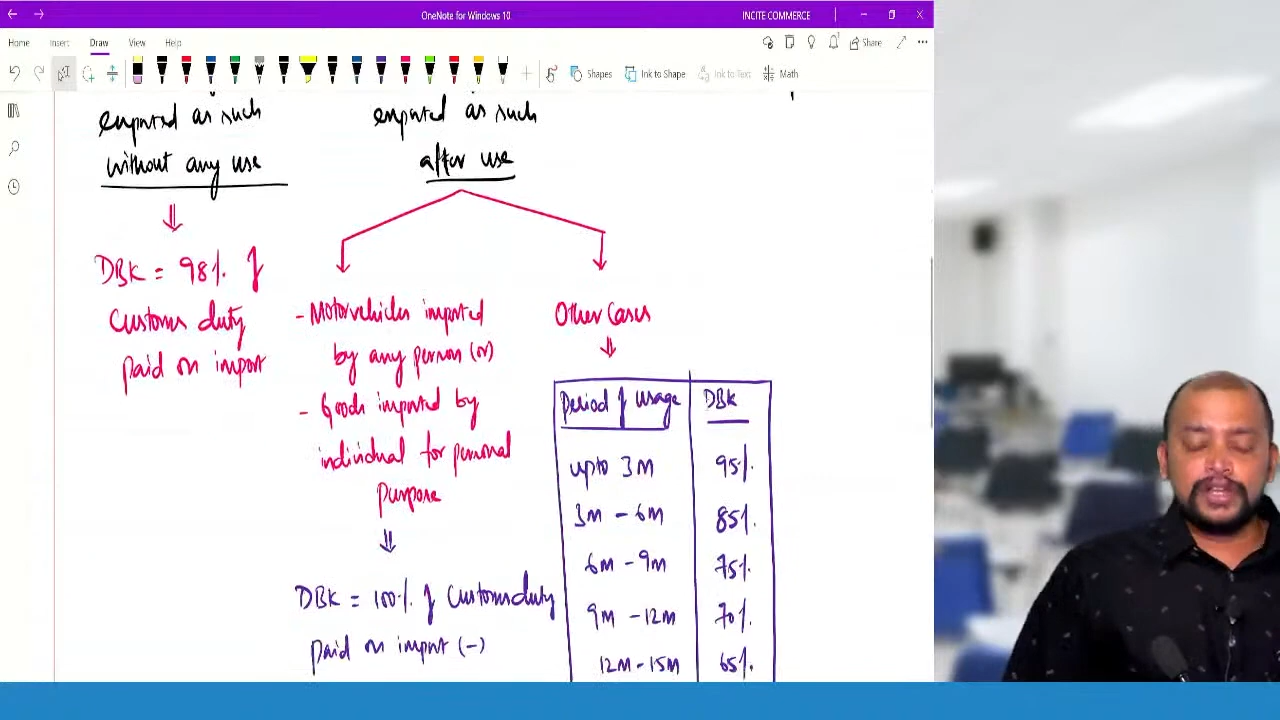 OneNote for Windows 10
INCITE COMMERCE
Home Insert Draw View Help
Share
Shapes
Ink to Shape
Ink to Text
Math
exported as such
without any use
DBK = 98% of
Customs duty
paid on import
exported as such
after use
- Motorvehicles imported
by any person (or)
- Goods imported by
individual for personal
purpose
DBK = 100% of Customs duty
paid on import (-)
Other Cases
Period of usage DBK
upto 3M 95%.
3M - 6M 85%.
6M - 9M 75%.
9M - 12M 70%.
12M - 15M 65%.